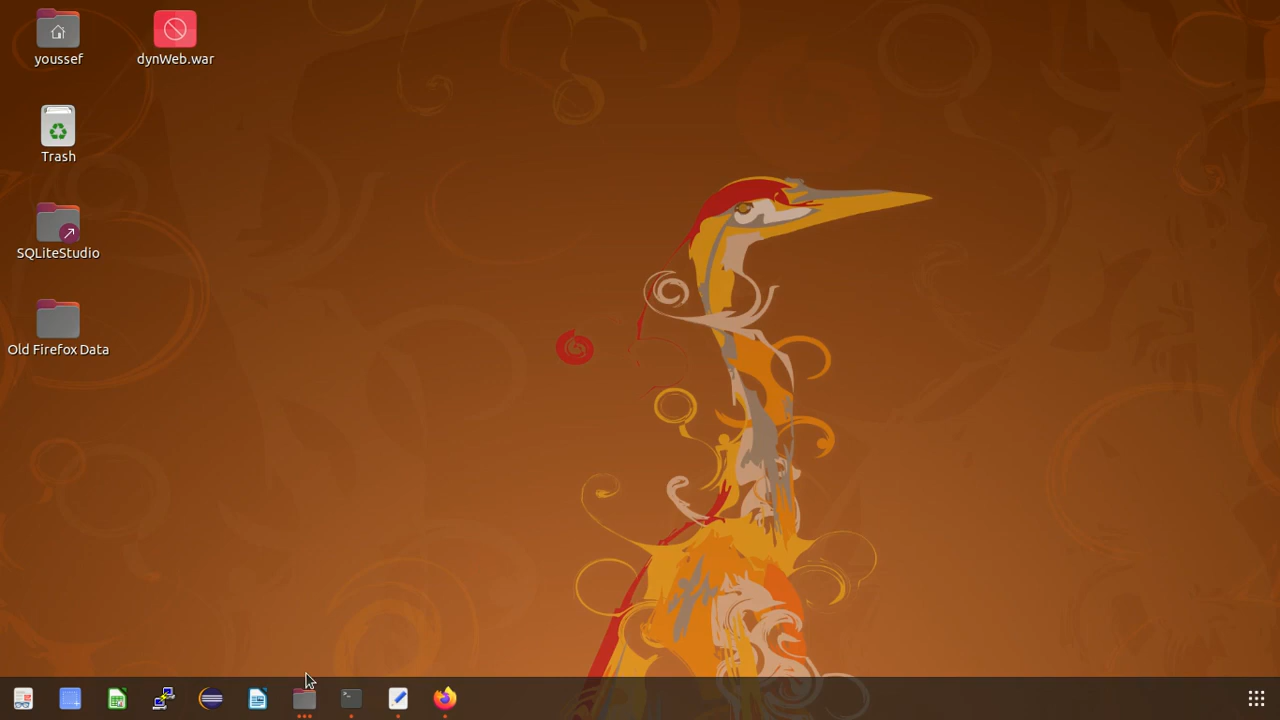 youssef
dynWeb.war
Trash
SQLiteStudio
Old Firefox Data